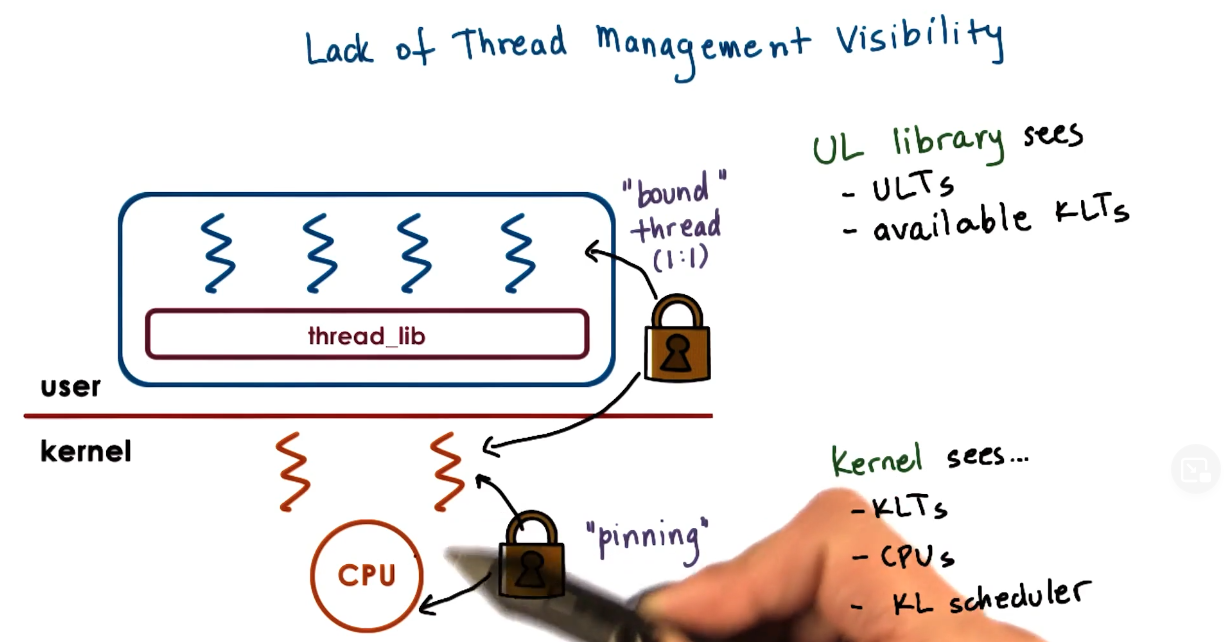 Lack of Thread Management Visibility
UL library sees
- ULTs
- available KLTs
"bound"
thread
(1:1)
thread_lib
user
kernel
Kernel sees...
- KLTs
- CPUs
- KL scheduler
"pinning"
CPU